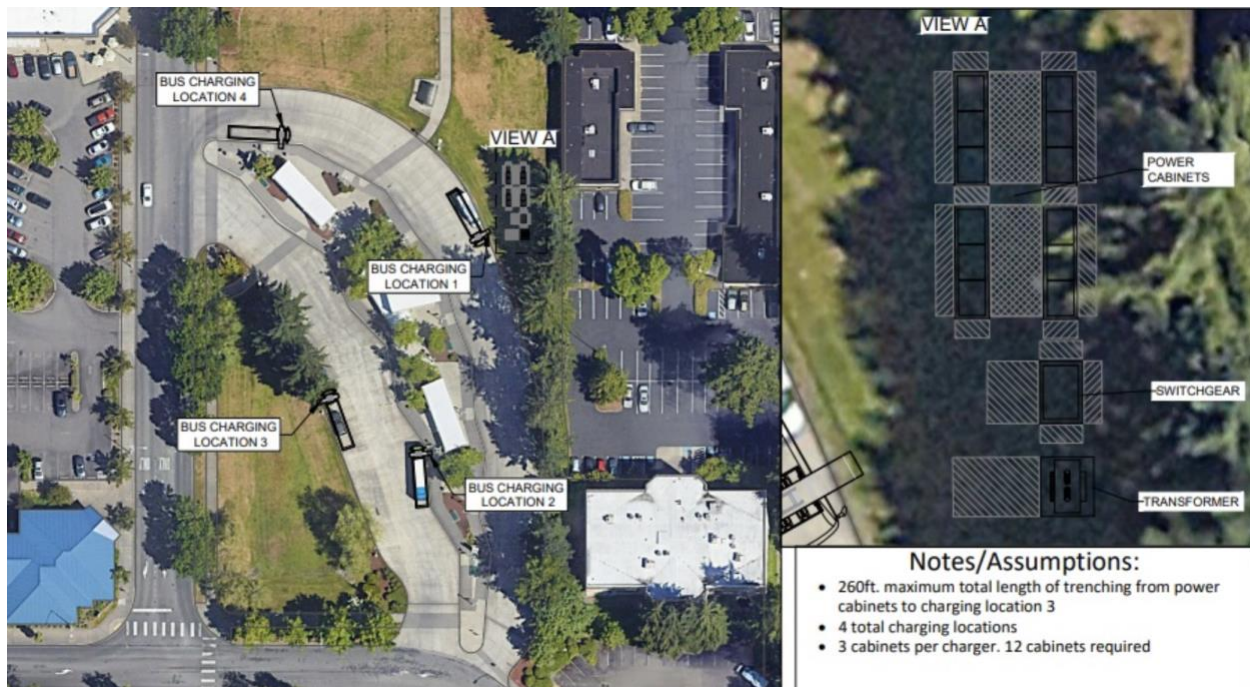 BUS CHARGING
LOCATION 4
VIEW A
BUS CHARGING
LOCATION 1
BUS CHARGING
LOCATION 3
BUS CHARGING
LOCATION 2
VIEW A
POWER
CABINETS
SWITCHGEAR
TRANSFORMER
Notes/Assumptions:
• 260ft. maximum total length of trenching from power
cabinets to charging location 3
• 4 total charging locations
• 3 cabinets per charger. 12 cabinets required